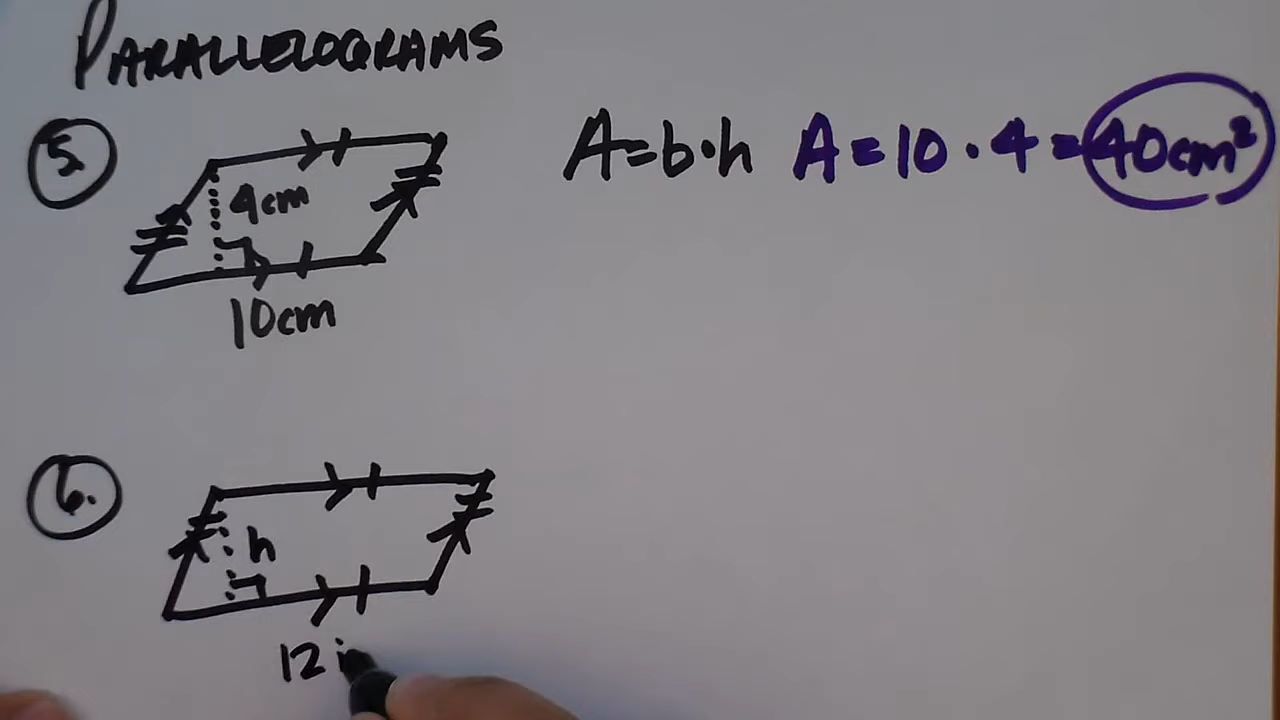 PARALLELOGRAMS
5.
A=b·h A=10·4=40cm²
4cm
10cm
6.
h
12 i